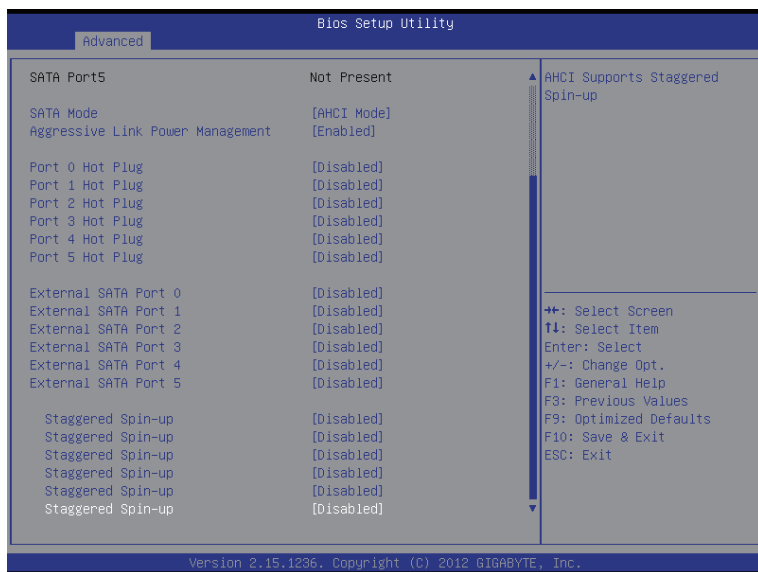 Bios Setup Utility
Advanced
SATA Port5 Not Present
SATA Mode [AHCI Mode]
Aggressive Link Power Management [Enabled]
Port 0 Hot Plug [Disabled]
Port 1 Hot Plug [Disabled]
Port 2 Hot Plug [Disabled]
Port 3 Hot Plug [Disabled]
Port 4 Hot Plug [Disabled]
Port 5 Hot Plug [Disabled]
External SATA Port 0 [Disabled]
External SATA Port 1 [Disabled]
External SATA Port 2 [Disabled]
External SATA Port 3 [Disabled]
External SATA Port 4 [Disabled]
External SATA Port 5 [Disabled]
Staggered Spin-up [Disabled]
Staggered Spin-up [Disabled]
Staggered Spin-up [Disabled]
Staggered Spin-up [Disabled]
Staggered Spin-up [Disabled]
Staggered Spin-up [Disabled]
AHCI Supports Staggered
Spin-up
→←: Select Screen
↑↓: Select Item
Enter: Select
+/-: Change Opt.
F1: General Help
F3: Previous Values
F9: Optimized Defaults
F10: Save & Exit
ESC: Exit
Version 2.15.1236. Copyright (C) 2012 GIGABYTE, Inc.